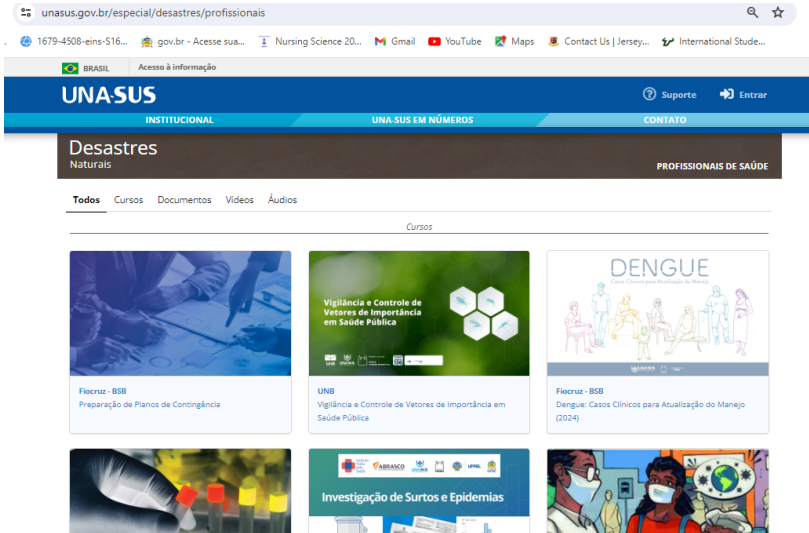 unasus.gov.br/especial/desastres/profissionais
1679-4508-eins-S16...
gov.br - Acesse sua...
Nursing Science 20...
Gmail
YouTube
Maps
Contact Us | Jersey...
International Stude...
BRASIL
Acesso à informação
UNA-SUS
Suporte
Entrar
INSTITUCIONAL
UNA-SUS EM NÚMEROS
CONTATO
Desastres
Naturais
PROFISSIONAIS DE SAÚDE
Todos
Cursos
Documentos
Vídeos
Áudios
Cursos
Vigilância e Controle de
Vetores de Importância
em Saúde Pública
DENGUE
Casos Clínicos para Atualização do Manejo
Fiocruz - BSB
Preparação de Planos de Contingência
UNB
Vigilância e Controle de Vetores de Importância em
Saúde Pública
Fiocruz - BSB
Dengue: Casos Clínicos para Atualização do Manejo
(2024)
ABRASCO
UFPEL
Investigação de Surtos e Epidemias